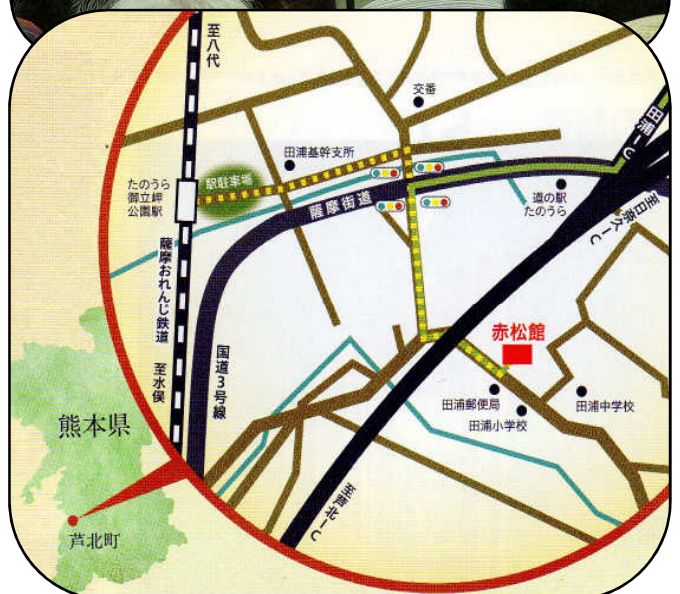 至八代
交番
田浦IC
田浦基幹支所
駅駐車場
たのうら
御立岬
公園駅
薩摩街道
道の駅
たのうら
至日奈久IC
薩摩おれんじ鉄道
至水俣
国道3号線
赤松館
田浦郵便局
田浦小学校
田浦中学校
熊本県
芦北町
至芦北IC